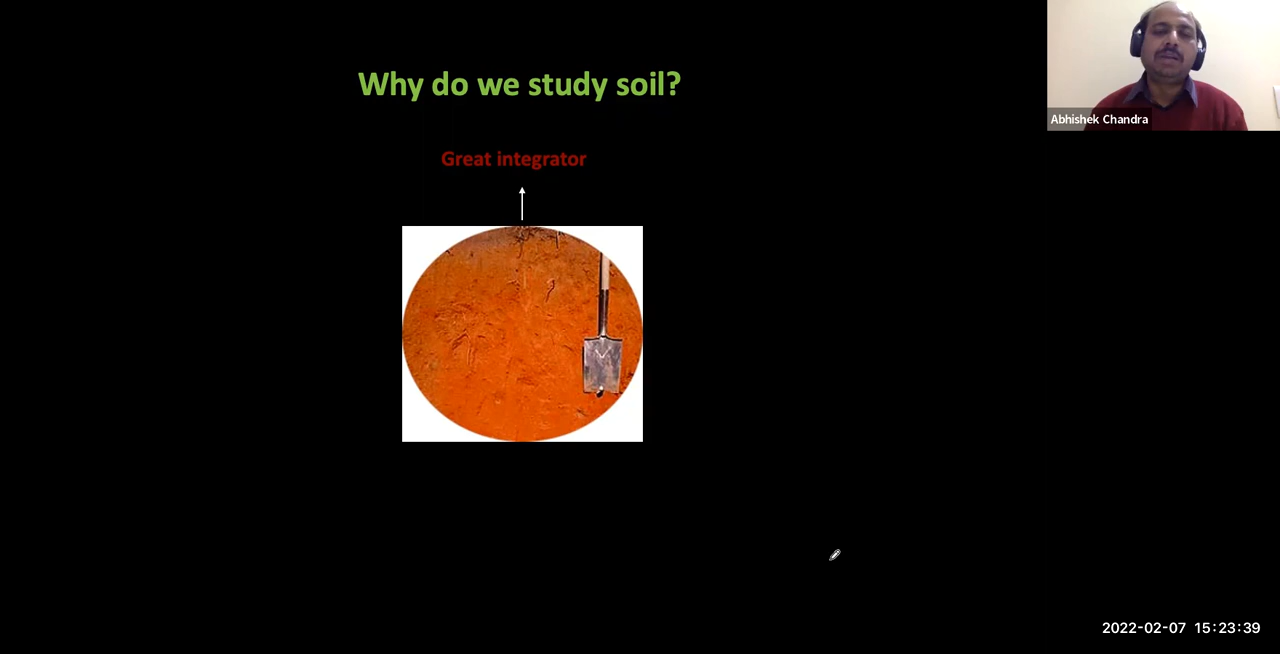 Why do we study soil?
Abhishek Chandra
Great integrator
2022-02-07 15:23:39